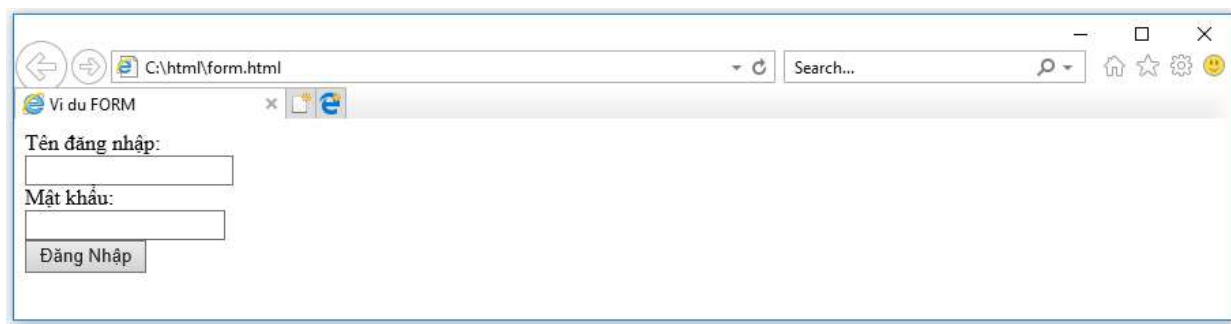 C:\html\form.html
Search...
Vi du FORM
Tên đăng nhập:
Mật khẩu:
Đăng Nhập